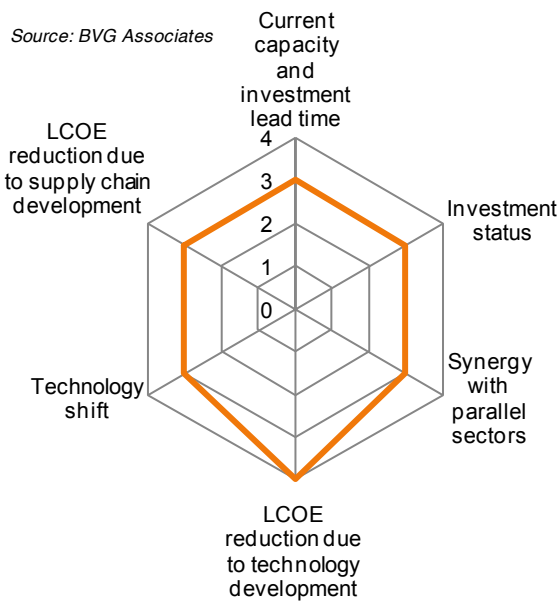 Source: BVG Associates
Current
capacity
and
investment
lead time
LCOE
reduction due
to supply chain
development
4
3
2
1
0
Investment
status
Synergy
with
parallel
sectors
Technology
shift
LCOE
reduction due
to technology
development